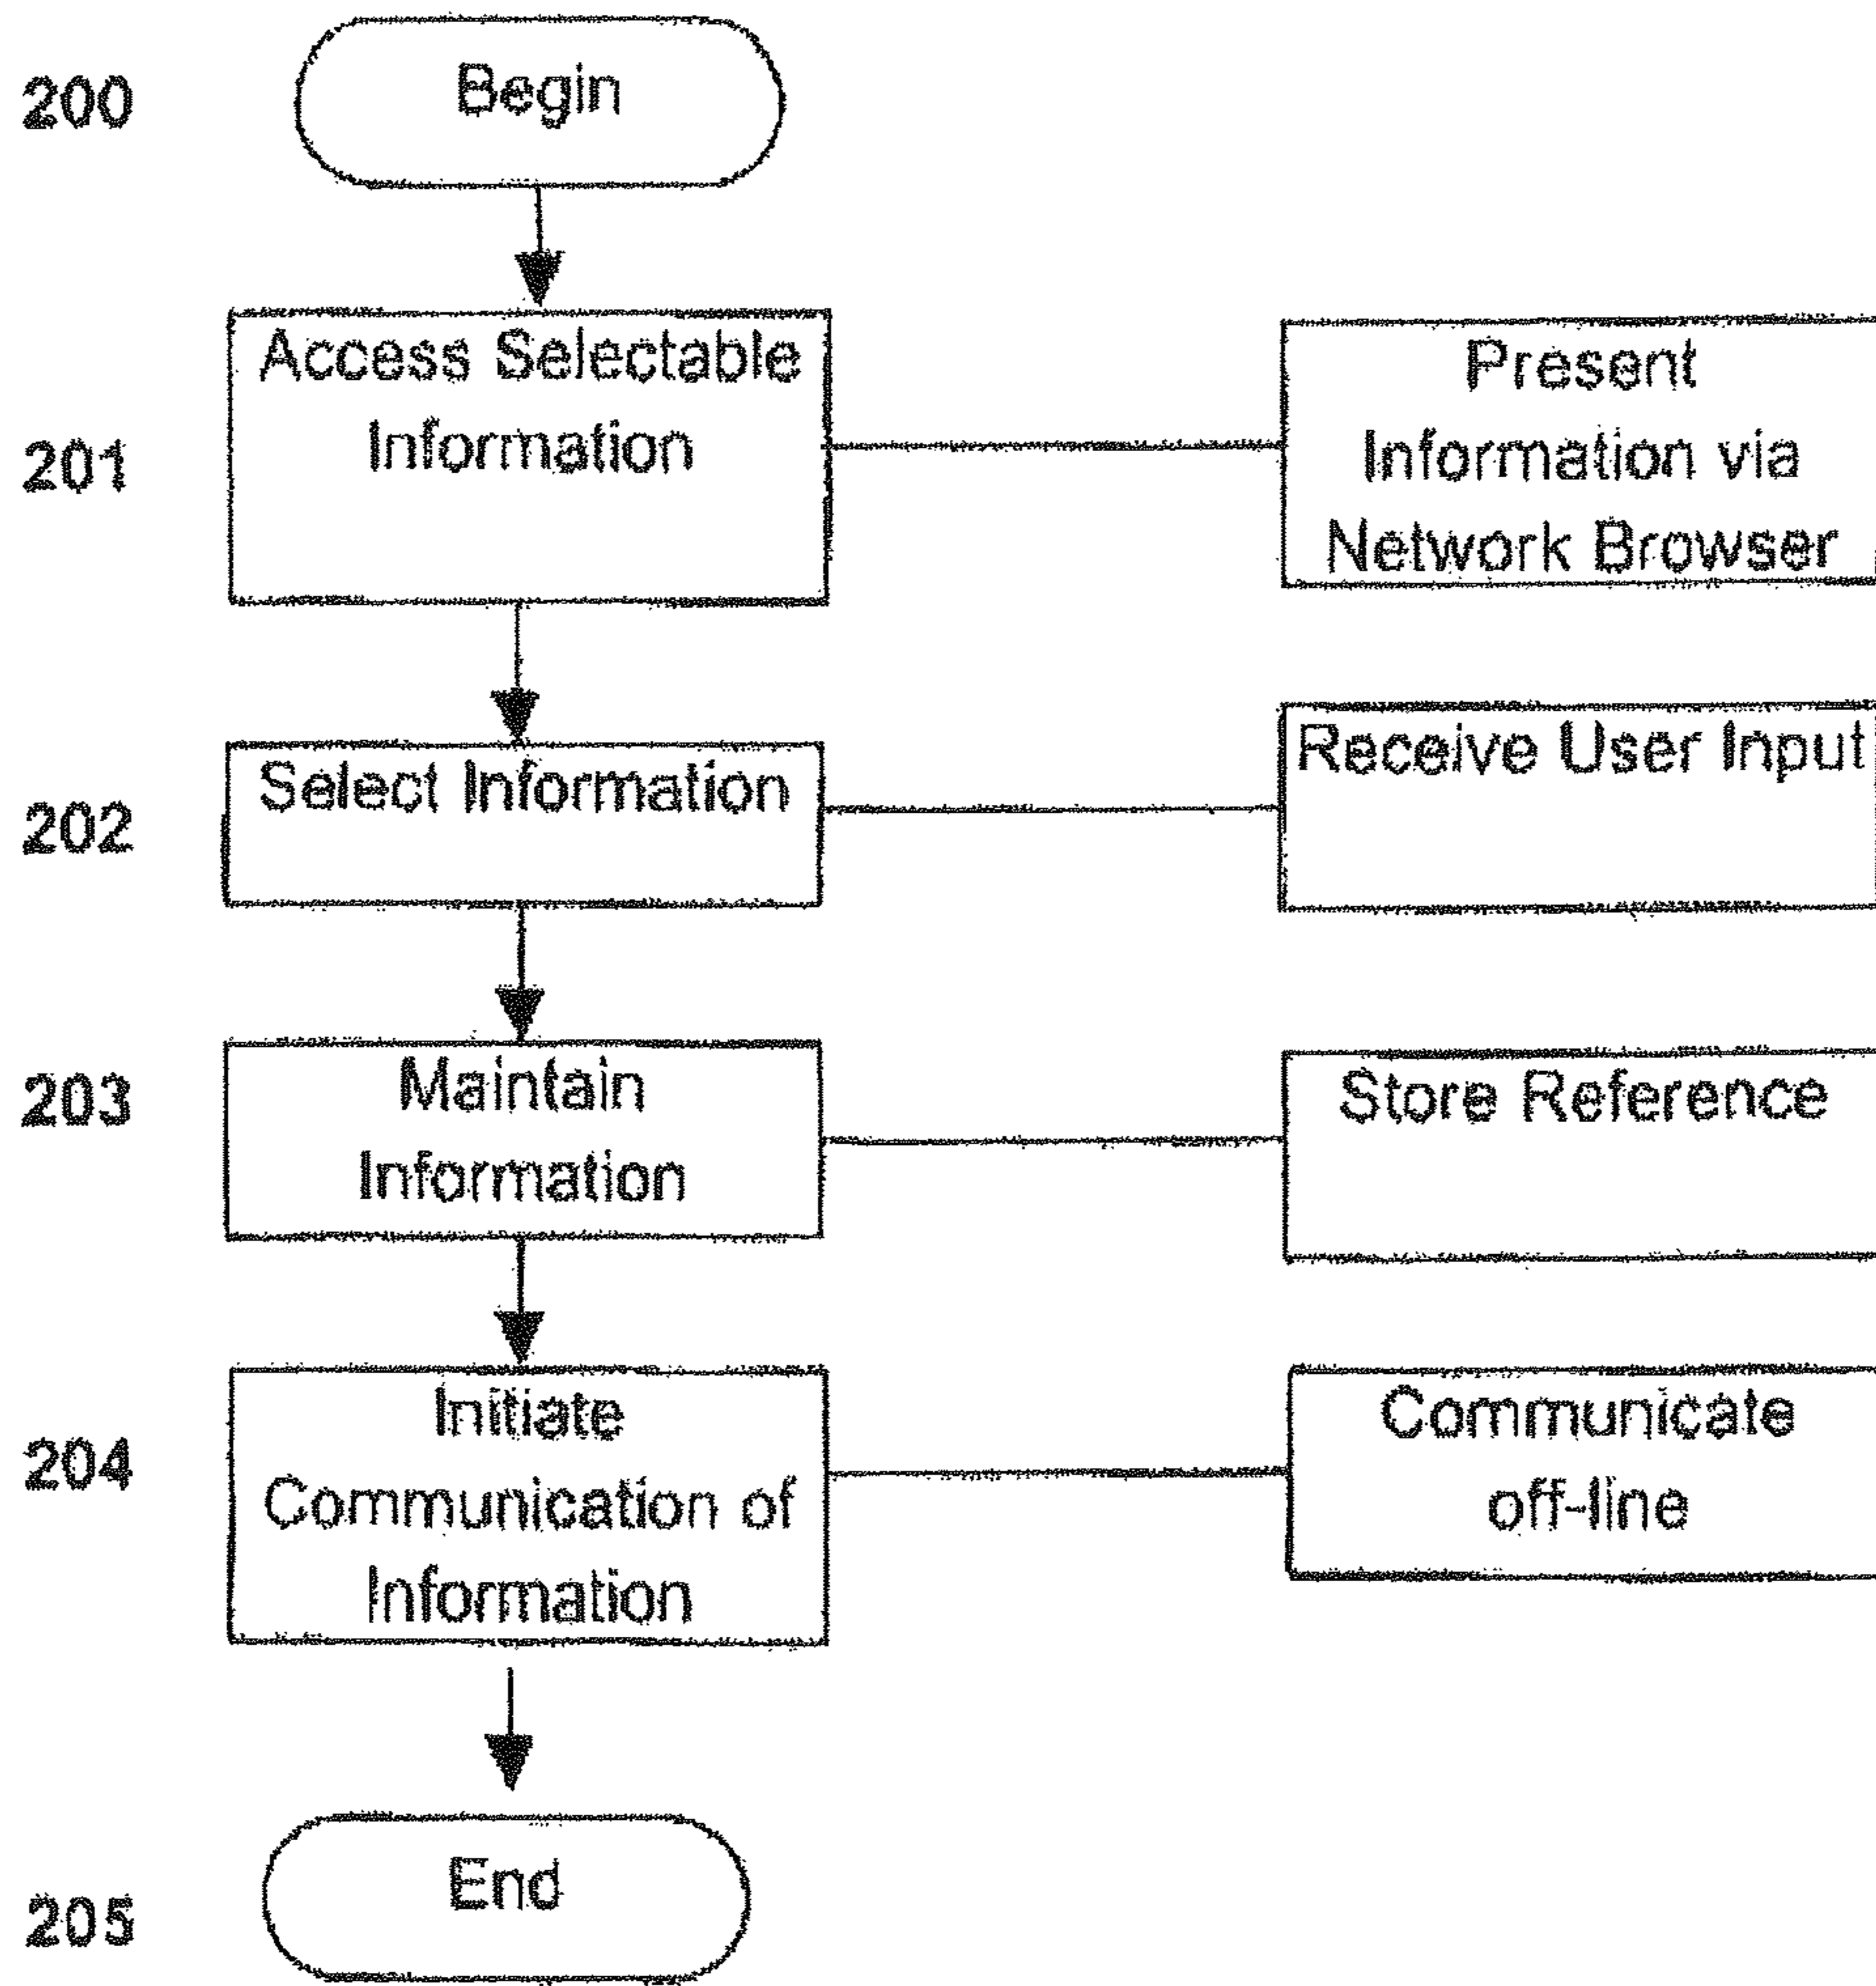 200
Begin
201
Access Selectable
Information
Present
Information via
Network Browser
202
Select Information
Receive User Input
203
Maintain
Information
Store Reference
204
Initiate
Communication of
Information
Communicate
off-line
205
End